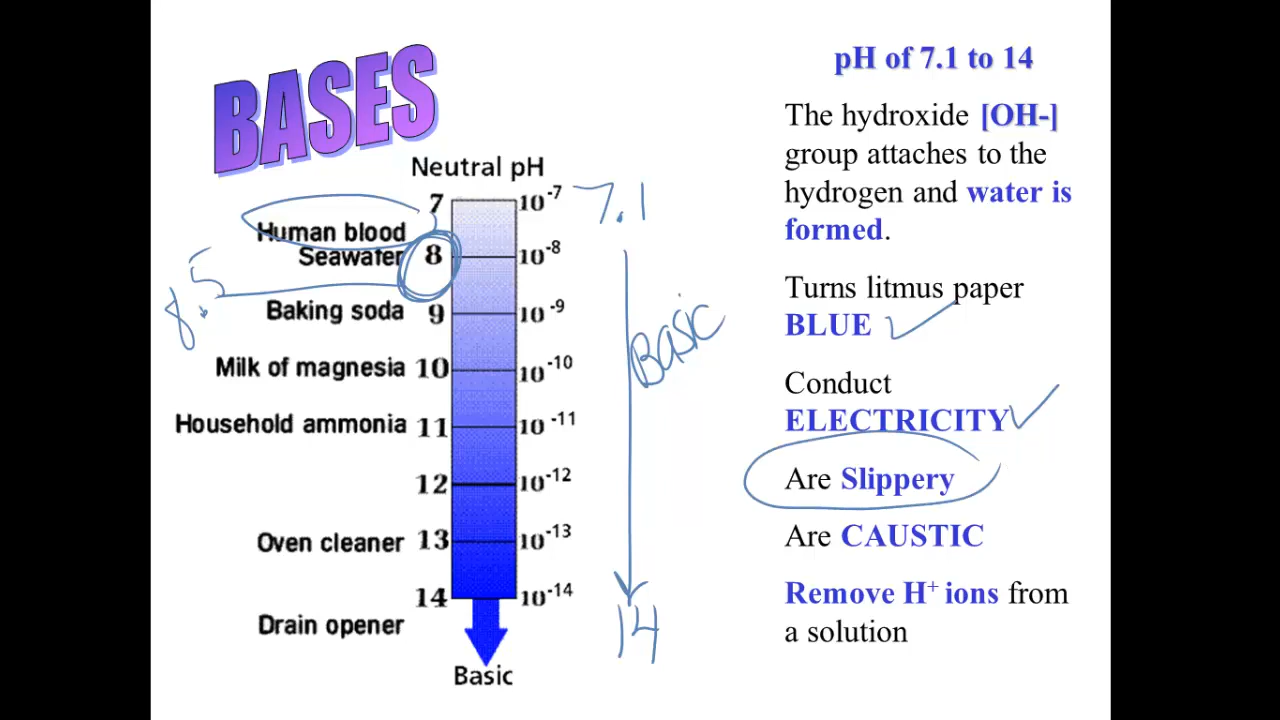 BASES
Neutral pH
7 10⁻⁷
Human blood
Seawater 8 10⁻⁸
Baking soda 9 10⁻⁹
Milk of magnesia 10 10⁻¹⁰
Household ammonia 11 10⁻¹¹
12 10⁻¹²
Oven cleaner 13 10⁻¹³
14 10⁻¹⁴
Drain opener
Basic
8.5
7.1
Basic
14
pH of 7.1 to 14
The hydroxide [OH-]
group attaches to the
hydrogen and water is
formed.
Turns litmus paper
BLUE
Conduct
ELECTRICITY
Are Slippery
Are CAUSTIC
Remove H⁺ ions from
a solution